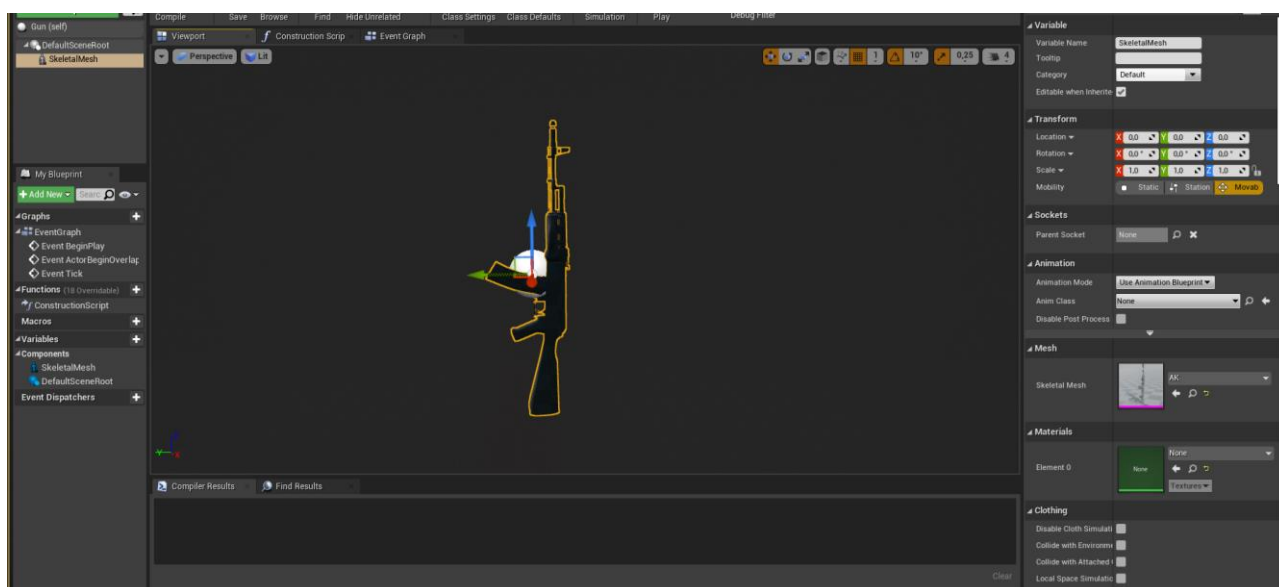 Compile Save Browse Find Hide Unrelated Class Settings Class Defaults Simulation Play Debug Filter
Gun (self)
DefaultSceneRoot
SkeletalMesh
Viewport Construction Scrip Event Graph
Perspective Lit
1 10° 0,25 4
My Blueprint
+Add New Searc
Graphs
EventGraph
Event BeginPlay
Event ActorBeginOverlap
Event Tick
Functions (18 Overridable)
ConstructionScript
Macros
Variables
Components
SkeletalMesh
DefaultSceneRoot
Event Dispatchers
Compiler Results Find Results
Clear
Variable
Variable Name SkeletalMesh
Tooltip
Category Default
Editable when Inherite
Transform
Location X 0,0 Y 0,0 Z 0,0
Rotation X 0,0° Y 0,0° Z 0,0°
Scale X 1,0 Y 1,0 Z 1,0
Mobility Static Station Movab
Sockets
Parent Socket None
Animation
Animation Mode Use Animation Blueprint
Anim Class None
Disable Post Process
Mesh
Skeletal Mesh AK
Materials
Element 0 None None
Textures
Clothing
Disable Cloth Simulati
Collide with Environme
Collide with Attached
Local Space Simulatio